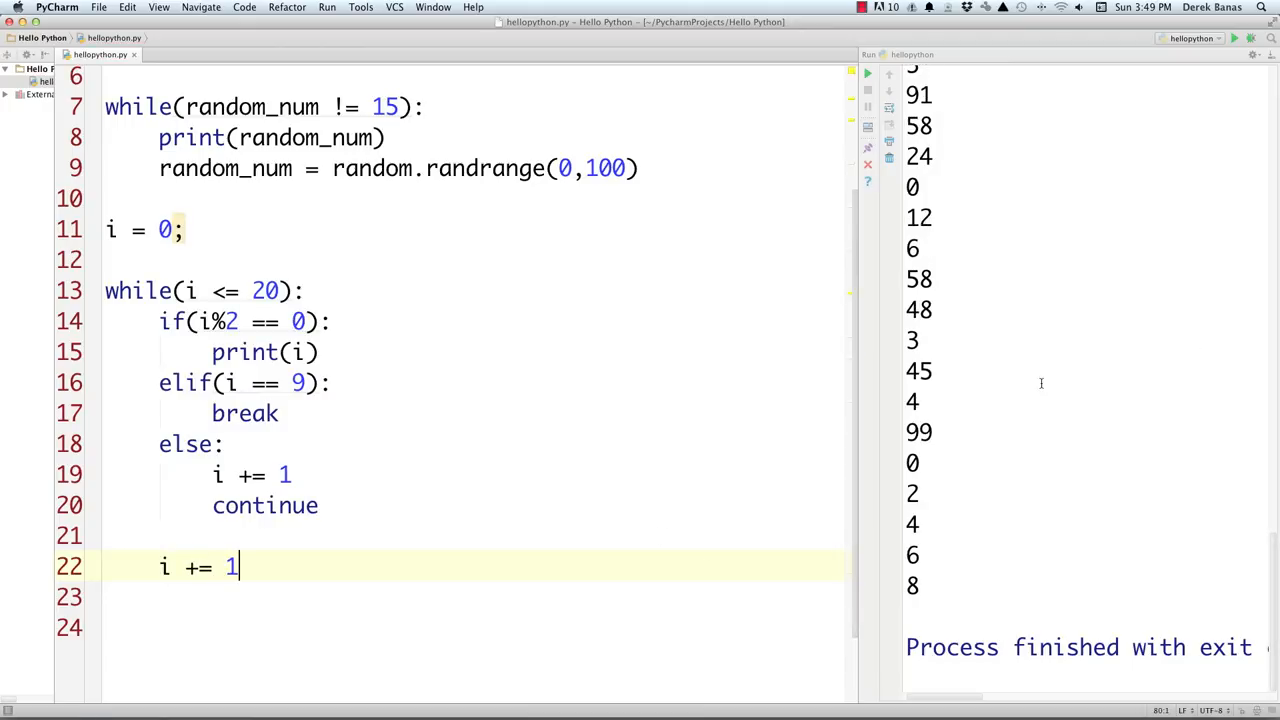 PyCharm File Edit View Navigate Code Refactor Run Tools VCS Window Help 10 Sun 3:49 PM Derek Banas
hellopython.py – Hello Python – [~/PycharmProjects/Hello Python]
Hello Python hellopython.py hellopython
hellopython.py Run hellopython
Hello P
hell
Externa
6
7 while(random_num != 15):
8 print(random_num)
9 random_num = random.randrange(0,100)
10
11 i = 0;
12
13 while(i <= 20):
14 if(i%2 == 0):
15 print(i)
16 elif(i == 9):
17 break
18 else:
19 i += 1
20 continue
21
22 i += 1
23
24
91
58
24
0
12
6
58
48
3
45
4
99
0
2
4
6
8
Process finished with exit
80:1 LF UTF-8